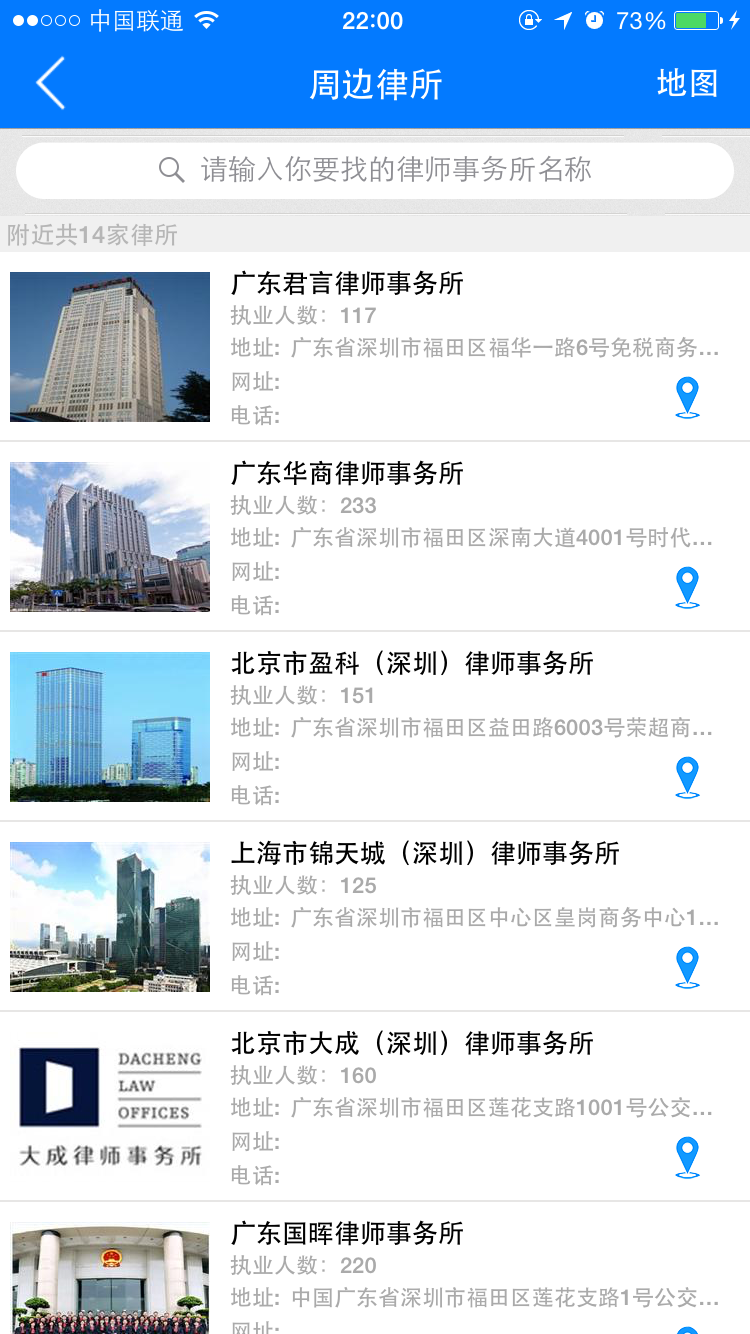 中国联通 22:00 73%
周边律所 地图
请输入你要找的律师事务所名称
附近共14家律所
广东君言律师事务所
执业人数：117
地址: 广东省深圳市福田区福华一路6号免税商务...
网址:
电话:
广东华商律师事务所
执业人数：233
地址: 广东省深圳市福田区深南大道4001号时代...
网址:
电话:
北京市盈科（深圳）律师事务所
执业人数：151
地址: 广东省深圳市福田区益田路6003号荣超商...
网址:
电话:
上海市锦天城（深圳）律师事务所
执业人数：125
地址: 广东省深圳市福田区中心区皇岗商务中心1...
网址:
电话:
DACHENG
LAW
OFFICES
大成律师事务所
北京市大成（深圳）律师事务所
执业人数：160
地址: 广东省深圳市福田区莲花支路1001号公交...
网址:
电话:
广东国晖律师事务所
执业人数：220
地址: 中国广东省深圳市福田区莲花支路1号公交...
网址: